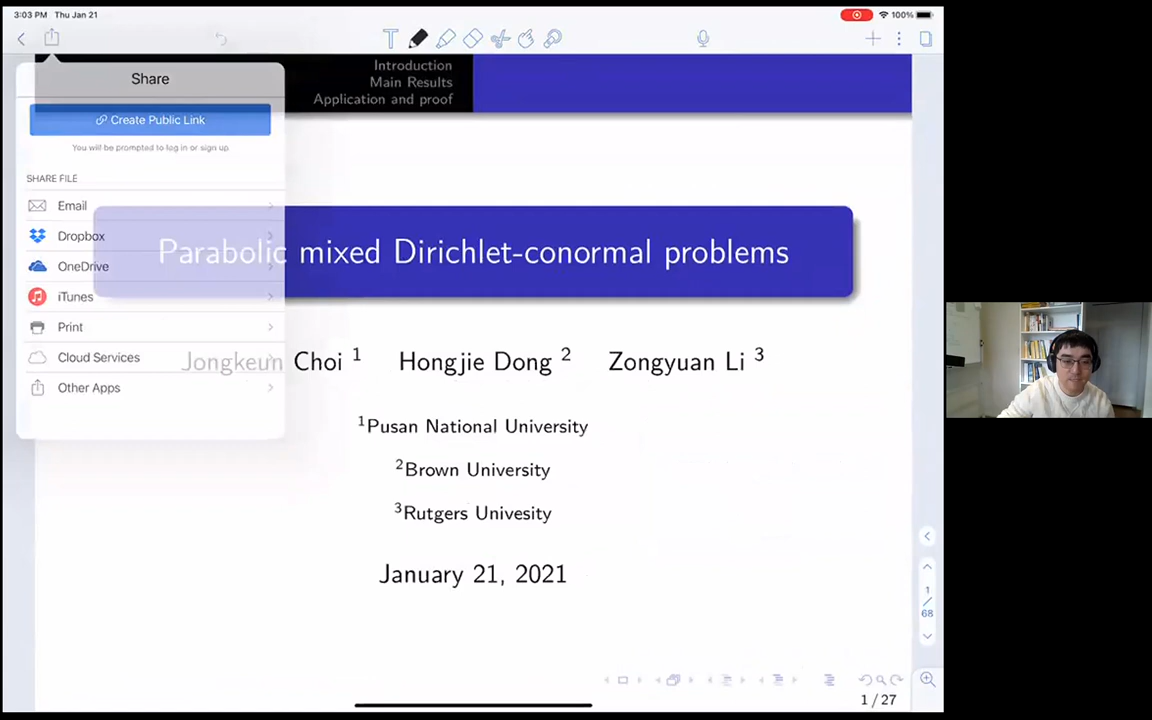 3:03 PM Thu Jan 21
100%
Introduction
Main Results
Application and proof
Share
Create Public Link
You will be prompted to log in or sign up
SHARE FILE
Email
Dropbox
OneDrive
iTunes
Print
Cloud Services
Other Apps
Parabolic mixed Dirichlet-conormal problems
Jongkeun Choi 1 Hongjie Dong 2 Zongyuan Li 3
1Pusan National University
2Brown University
3Rutgers Univesity
January 21, 2021
1
/
68
1 / 27